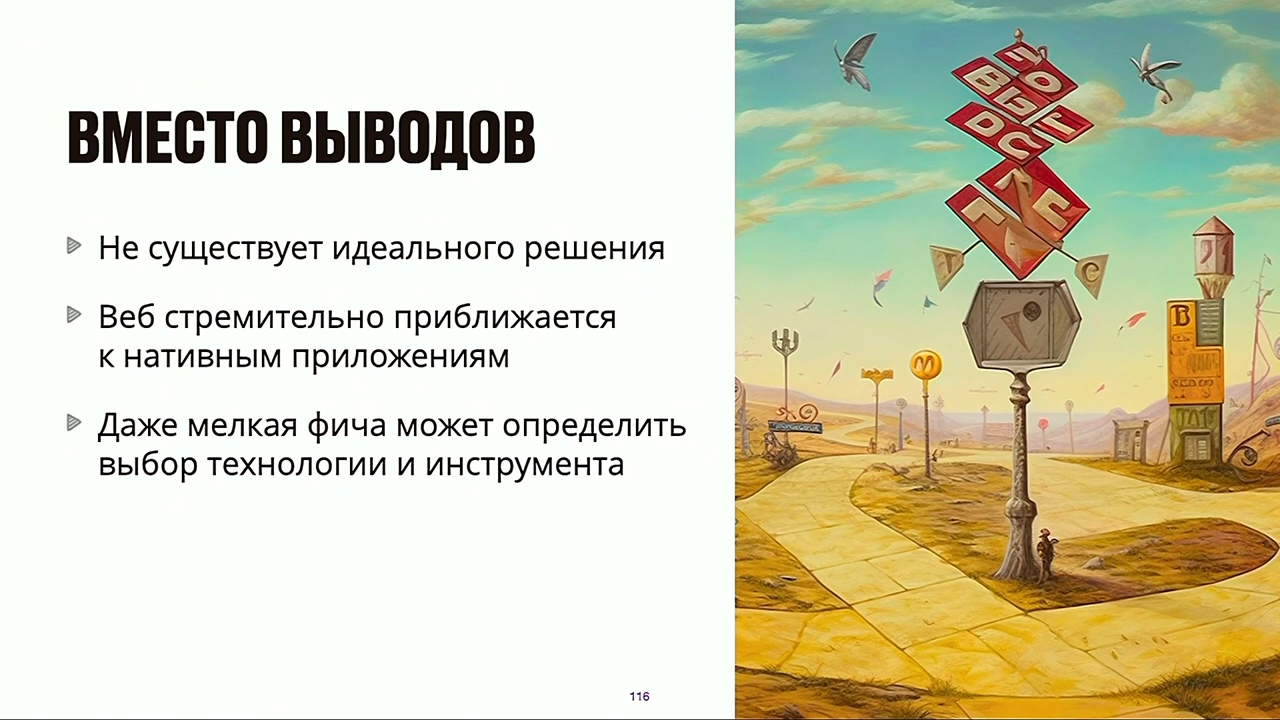 ВМЕСТО ВЫВОДОВ
Не существует идеального решения
Веб стремительно приближается
к нативным приложениям
Даже мелкая фича может определить
выбор технологии и инструмента
116